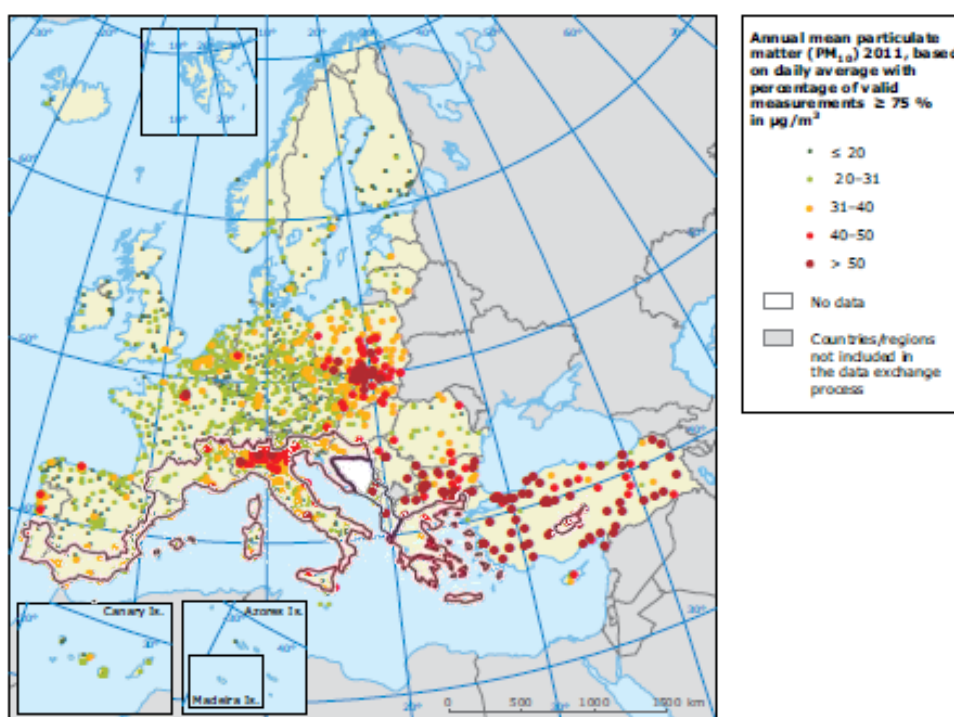 Annual mean particulate
matter (PM₁₀) 2011, based
on daily average with
percentage of valid
measurements ≥ 75 %
in µg/m³
≤ 20
20–31
31–40
40–50
> 50
No data
Countries/regions
not included in
the data exchange
process
Canary Is.
Azores Is.
Madeira Is.
0 500 1000 1500 km